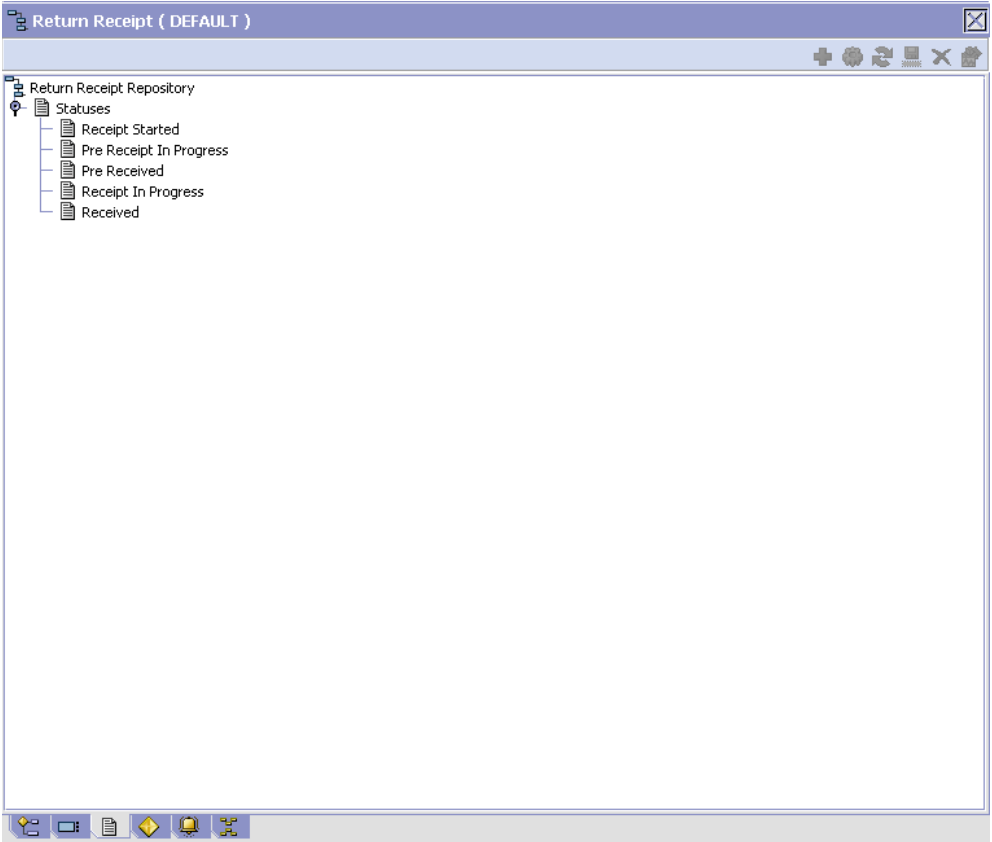 Return Receipt ( DEFAULT )
Return Receipt Repository
Statuses
Receipt Started
Pre Receipt In Progress
Pre Received
Receipt In Progress
Received